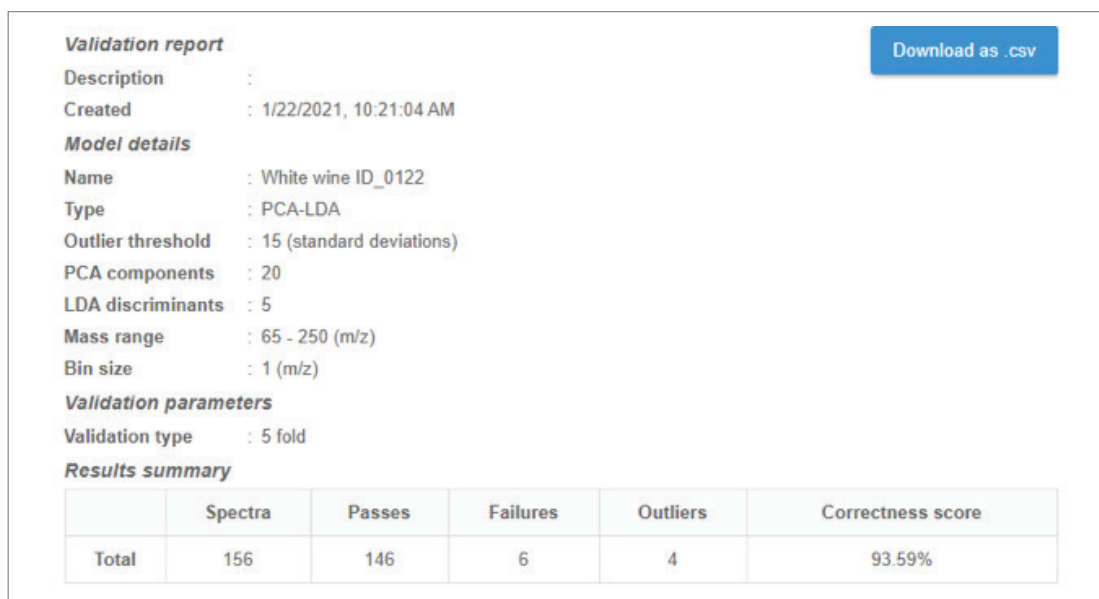 Validation report
Download as .csv
Description :
Created : 1/22/2021, 10:21:04 AM
Model details
Name : White wine ID_0122
Type : PCA-LDA
Outlier threshold : 15 (standard deviations)
PCA components : 20
LDA discriminants : 5
Mass range : 65 - 250 (m/z)
Bin size : 1 (m/z)
Validation parameters
Validation type : 5 fold
Results summary
Spectra Passes Failures Outliers Correctness score
Total 156 146 6 4 93.59%